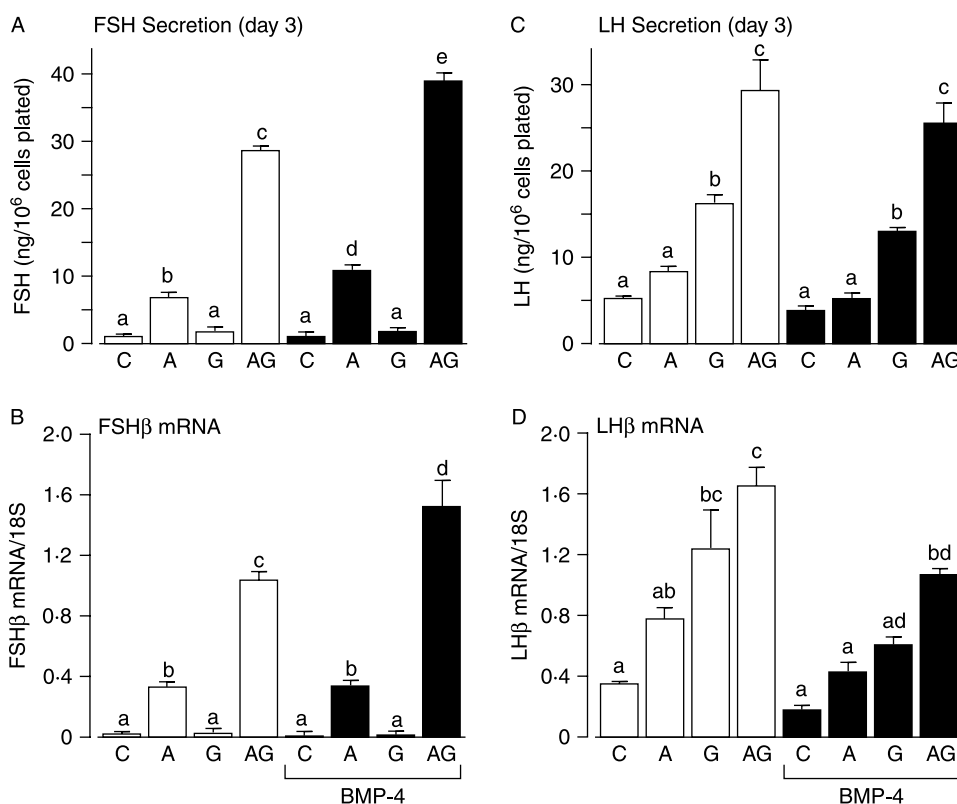 A FSH Secretion (day 3)
FSH (ng/10⁶ cells plated)
40
30
20
10
0
a b a c a d a e
C A G AG C A G AG
B FSHβ mRNA
FSHβ mRNA/18S
2·0
1·6
1·2
0·8
0·4
0
a b a c a b a d
C A G AG C A G AG
BMP-4
C LH Secretion (day 3)
LH (ng/10⁶ cells plated)
30
20
10
0
a a b c a a b c
C A G AG C A G AG
D LHβ mRNA
LHβ mRNA/18S
2·0
1·6
1·2
0·8
0·4
0
a ab bc c a a ad bd
C A G AG C A G AG
BMP-4